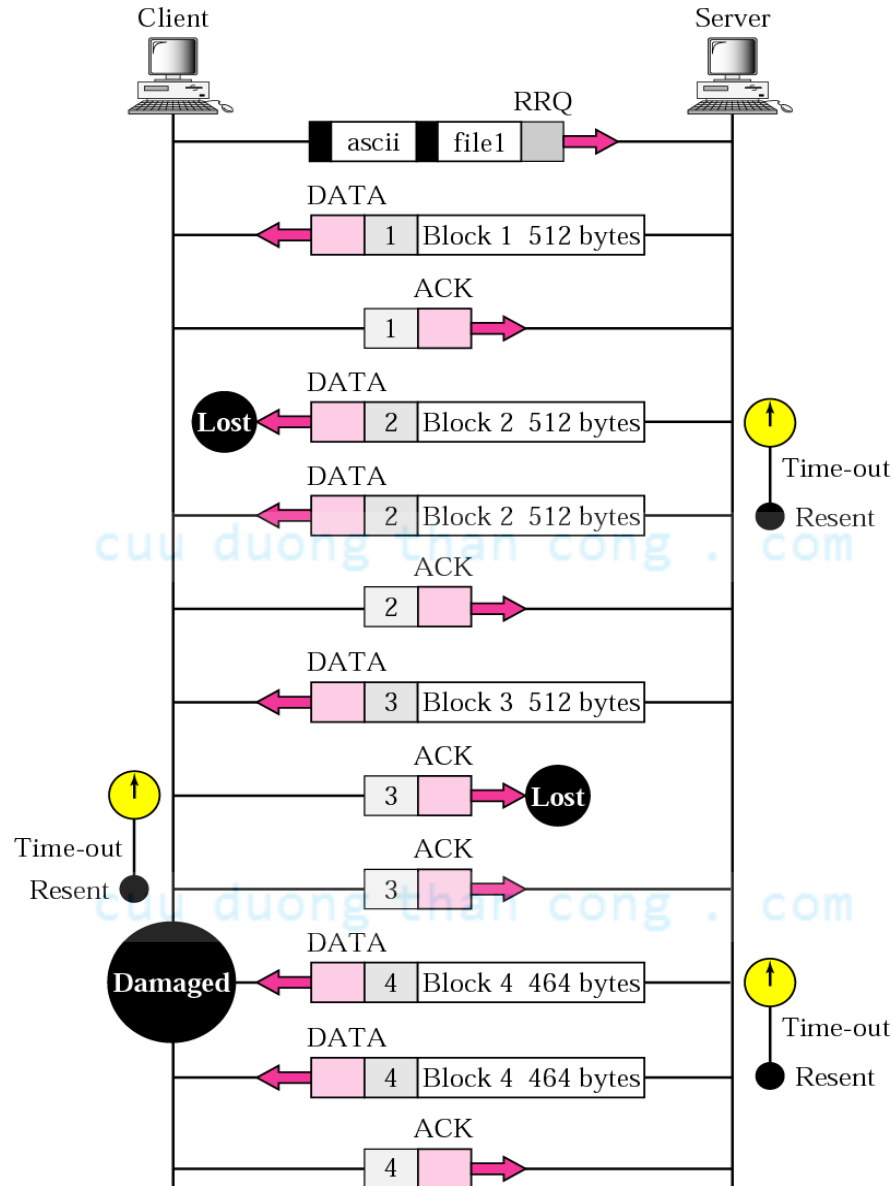 Client
Server
RRQ
ascii
file1
DATA
1
Block 1 512 bytes
ACK
1
DATA
Lost
2
Block 2 512 bytes
Time-out
DATA
2
Block 2 512 bytes
Resent
cuu duong than cong . com
ACK
2
DATA
3
Block 3 512 bytes
ACK
3
Lost
Time-out
ACK
Resent
3
cuu duong than cong . com
DATA
Damaged
4
Block 4 464 bytes
Time-out
DATA
4
Block 4 464 bytes
Resent
ACK
4